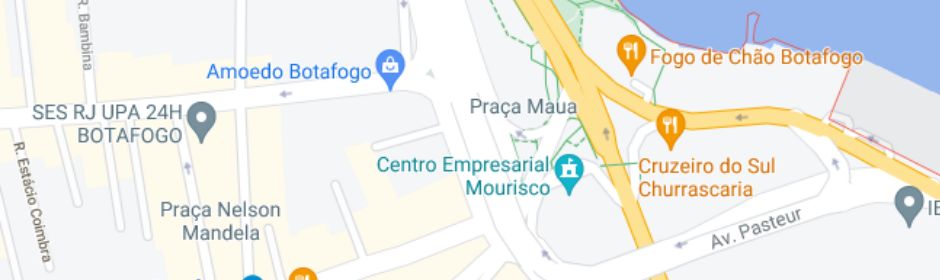 R. Bambina
Fogo de Chão Botafogo
Amoedo Botafogo
SES RJ UPA 24H
BOTAFOGO
Praça Maua
R. Estácio Coimbra
Centro Empresarial
Mourisco
Cruzeiro do Sul
Churrascaria
Praça Nelson
Mandela
Av. Pasteur